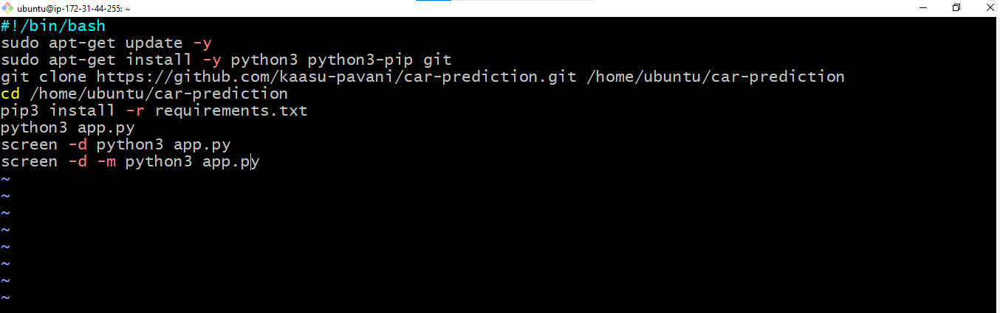 ubuntu@ip-172-31-44-255: ~
#!/bin/bash
sudo apt-get update -y
sudo apt-get install -y python3 python3-pip git
git clone https://github.com/kaasu-pavani/car-prediction.git /home/ubuntu/car-prediction
cd /home/ubuntu/car-prediction
pip3 install -r requirements.txt
python3 app.py
screen -d python3 app.py
screen -d -m python3 app.py
~
~
~
~
~
~
~
~